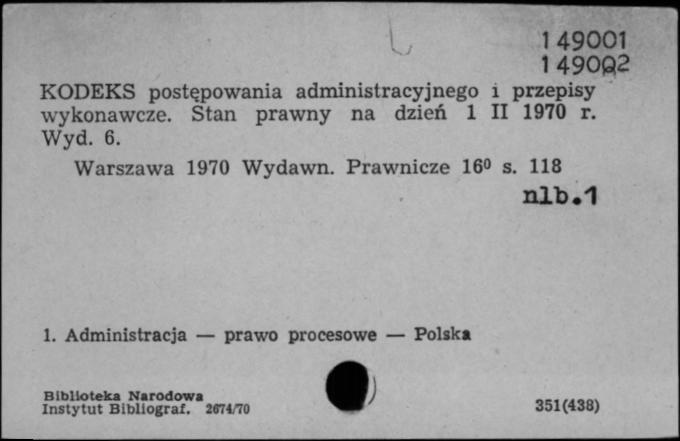 149001
149002
KODEKS postępowania administracyjnego i przepisy
wykonawcze. Stan prawny na dzień 1 II 1970 r.
Wyd. 6.
Warszawa 1970 Wydawn. Prawnicze 16⁰ s. 118
nlb.1
1. Administracja — prawo procesowe — Polska
Biblioteka Narodowa
Instytut Bibliograf. 2674/70
351(438)